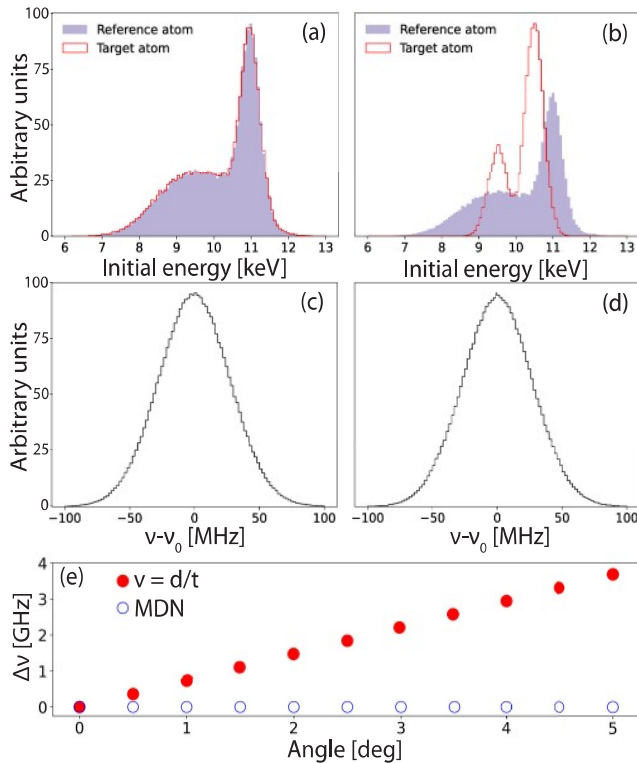 (a)
Reference atom
Target atom
100
75
50
25
0
Arbitrary units
6 7 8 9 10 11 12 13
Initial energy [keV]
(b)
Reference atom
Target atom
6 7 8 9 10 11 12 13
Initial energy [keV]
(c)
100
75
50
25
0
Arbitrary units
−100 −50 0 50 100
ν-ν0 [MHz]
(d)
−100 −50 0 50 100
ν-ν0 [MHz]
(e)
v = d/t
MDN
4
3
2
1
0
Δν [GHz]
0 1 2 3 4 5
Angle [deg]